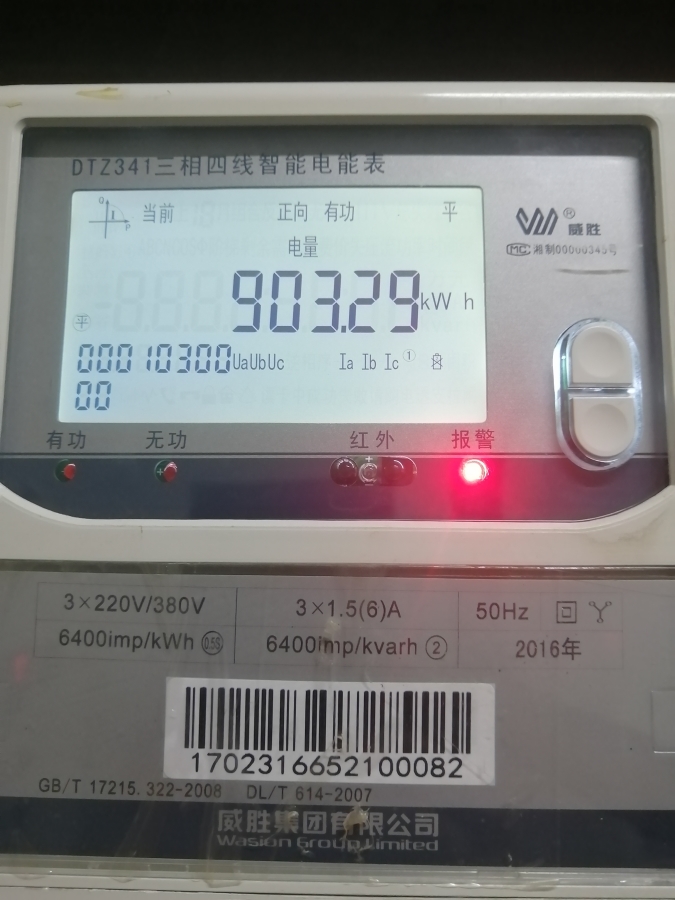 DTZ341三相四线智能电能表
当前 正向 有功 平
电量
903.29 kWh
平
00010300 UaUbUc Ia Ib Ic ①
00
威胜®
MC 湘制00000345号
有功 无功 红外 报警
3×220V/380V 3×1.5(6)A 50Hz
6400imp/kWh 0.5S 6400imp/kvarh ② 2016年
1702316652100082
GB/T 17215.322-2008 DL/T 614-2007
威胜集团有限公司
Wasion Group Limited